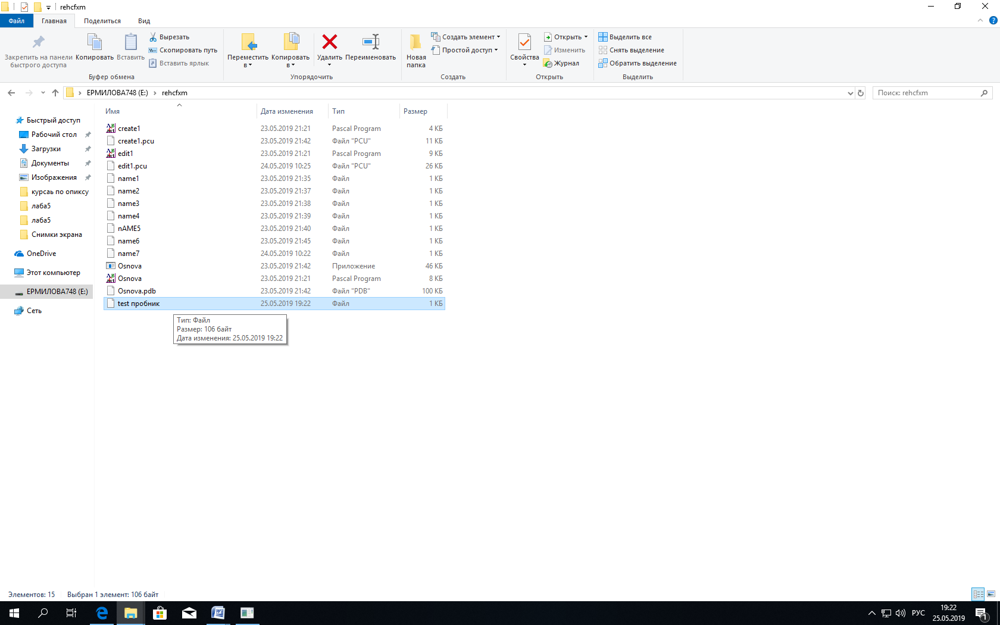 rehcfxm
Файл Главная Поделиться Вид
Закрепить на панели быстрого доступа
Копировать
Вставить
Вырезать
Скопировать путь
Вставить ярлык
Буфер обмена
Переместить в
Копировать в
Удалить
Переименовать
Упорядочить
Новая папка
Создать элемент
Простой доступ
Создать
Свойства
Открыть
Изменить
Журнал
Открыть
Выделить все
Снять выделение
Обратить выделение
Выделить
ЕРМИЛОВА748 (E:) › rehcfxm
Поиск: rehcfxm
Быстрый доступ
Рабочий стол
Загрузки
Документы
Изображения
курсаь по опиксу
лаба5
лаба5
Снимки экрана
OneDrive
Этот компьютер
ЕРМИЛОВА748 (E:)
Сеть
Имя Дата изменения Тип Размер
create1 23.05.2019 21:21 Pascal Program 4 КБ
create1.pcu 23.05.2019 21:42 Файл "PCU" 11 КБ
edit1 23.05.2019 21:21 Pascal Program 9 КБ
edit1.pcu 24.05.2019 10:25 Файл "PCU" 26 КБ
name1 23.05.2019 21:35 Файл 1 КБ
name2 23.05.2019 21:37 Файл 1 КБ
name3 23.05.2019 21:38 Файл 1 КБ
name4 23.05.2019 21:39 Файл 1 КБ
nAME5 23.05.2019 21:40 Файл 1 КБ
name6 23.05.2019 21:45 Файл 1 КБ
name7 24.05.2019 10:22 Файл 1 КБ
Osnova 23.05.2019 21:42 Приложение 46 КБ
Osnova 23.05.2019 21:21 Pascal Program 8 КБ
Osnova.pdb 23.05.2019 21:42 Файл "PDB" 100 КБ
test пробник 25.05.2019 19:22 Файл 1 КБ
Тип: Файл
Размер: 106 байт
Дата изменения: 25.05.2019 19:22
Элементов: 15 Выбран 1 элемент: 106 байт
РУС
19:22
25.05.2019
1